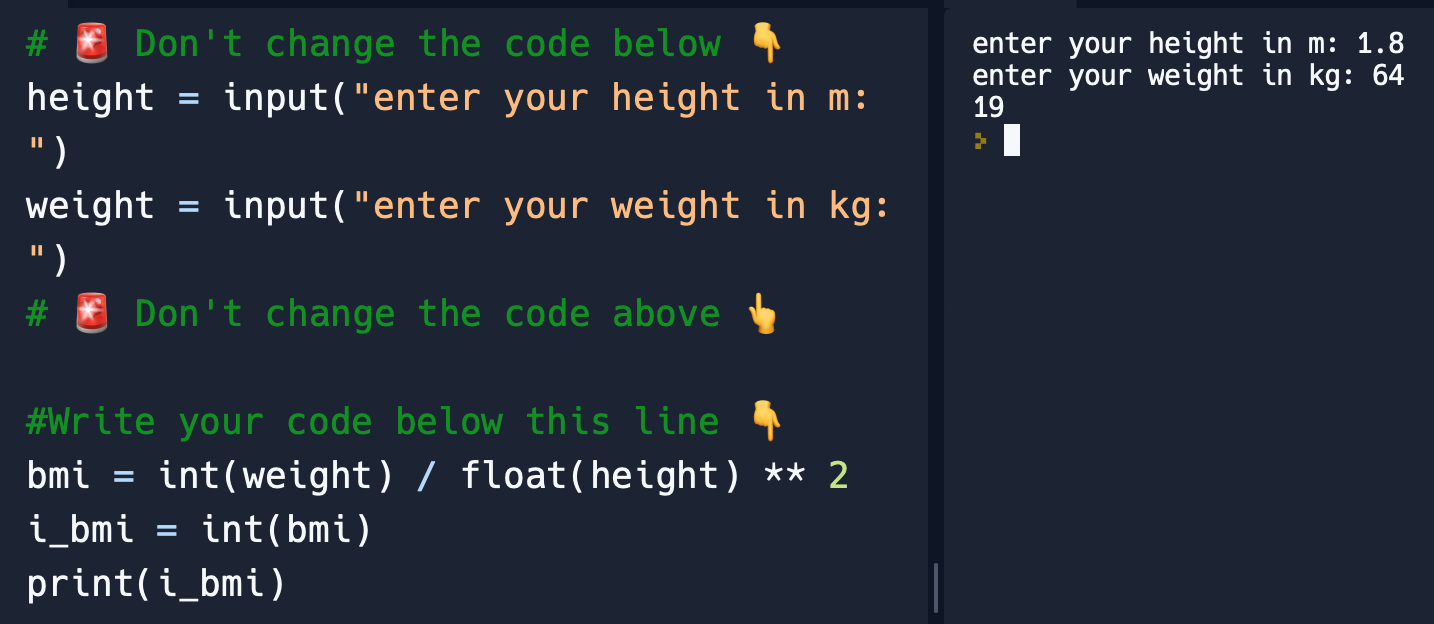 # 🚨 Don't change the code below 👇
height = input("enter your height in m:
")
weight = input("enter your weight in kg:
")
# 🚨 Don't change the code above 👆
#Write your code below this line 👇
bmi = int(weight) / float(height) ** 2
i_bmi = int(bmi)
print(i_bmi)
enter your height in m: 1.8
enter your weight in kg: 64
19
>